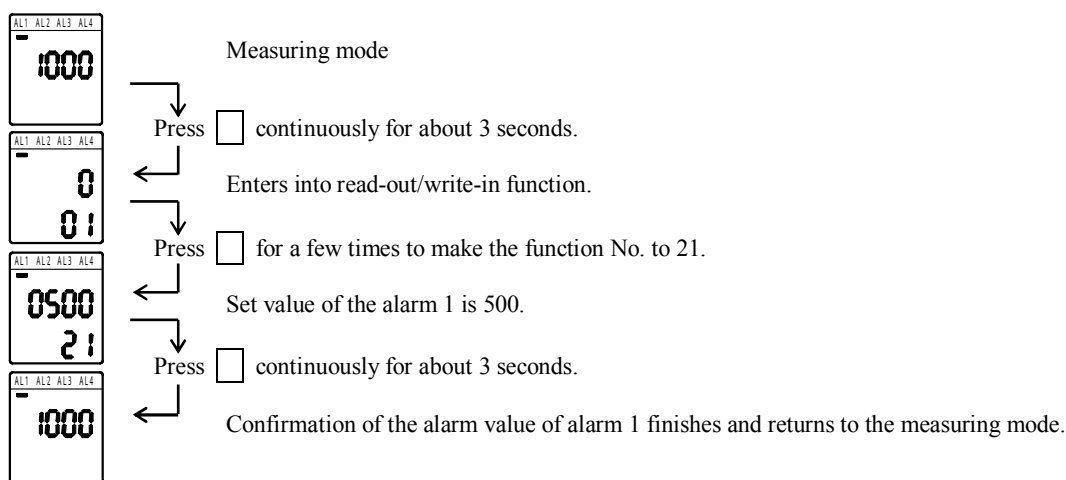 AL1 AL2 AL3 AL4
1000
Measuring mode
Press continuously for about 3 seconds.
AL1 AL2 AL3 AL4
0
01
Enters into read-out/write-in function.
Press for a few times to make the function No. to 21.
AL1 AL2 AL3 AL4
0500
21
Set value of the alarm 1 is 500.
Press continuously for about 3 seconds.
AL1 AL2 AL3 AL4
1000
Confirmation of the alarm value of alarm 1 finishes and returns to the measuring mode.